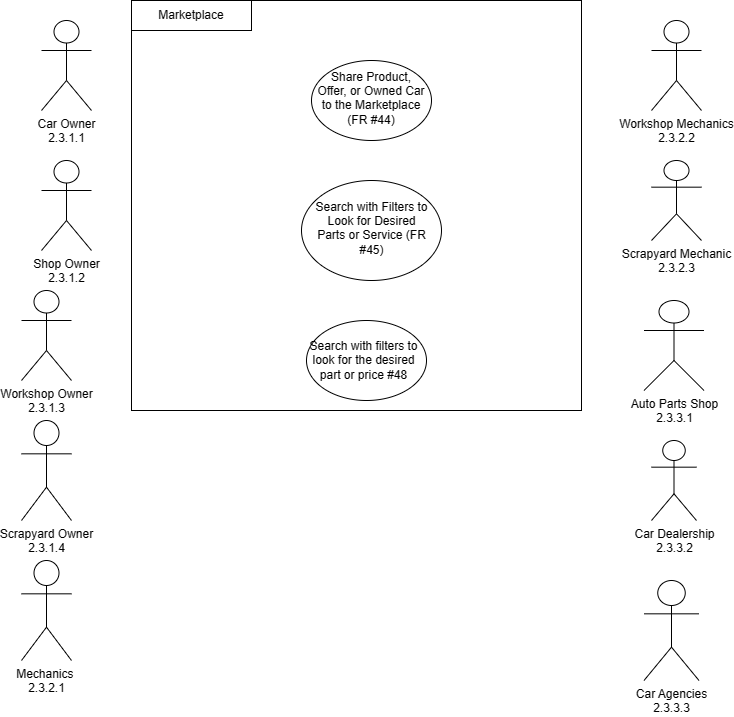 Marketplace
Share Product,
Offer, or Owned Car
to the Marketplace
(FR #44)
Search with Filters to
Look for Desired
Parts or Service (FR
#45)
Search with filters to
look for the desired
part or price #48
Car Owner
2.3.1.1
Shop Owner
2.3.1.2
Workshop Owner
2.3.1.3
Scrapyard Owner
2.3.1.4
Mechanics
2.3.2.1
Workshop Mechanics
2.3.2.2
Scrapyard Mechanic
2.3.2.3
Auto Parts Shop
2.3.3.1
Car Dealership
2.3.3.2
Car Agencies
2.3.3.3